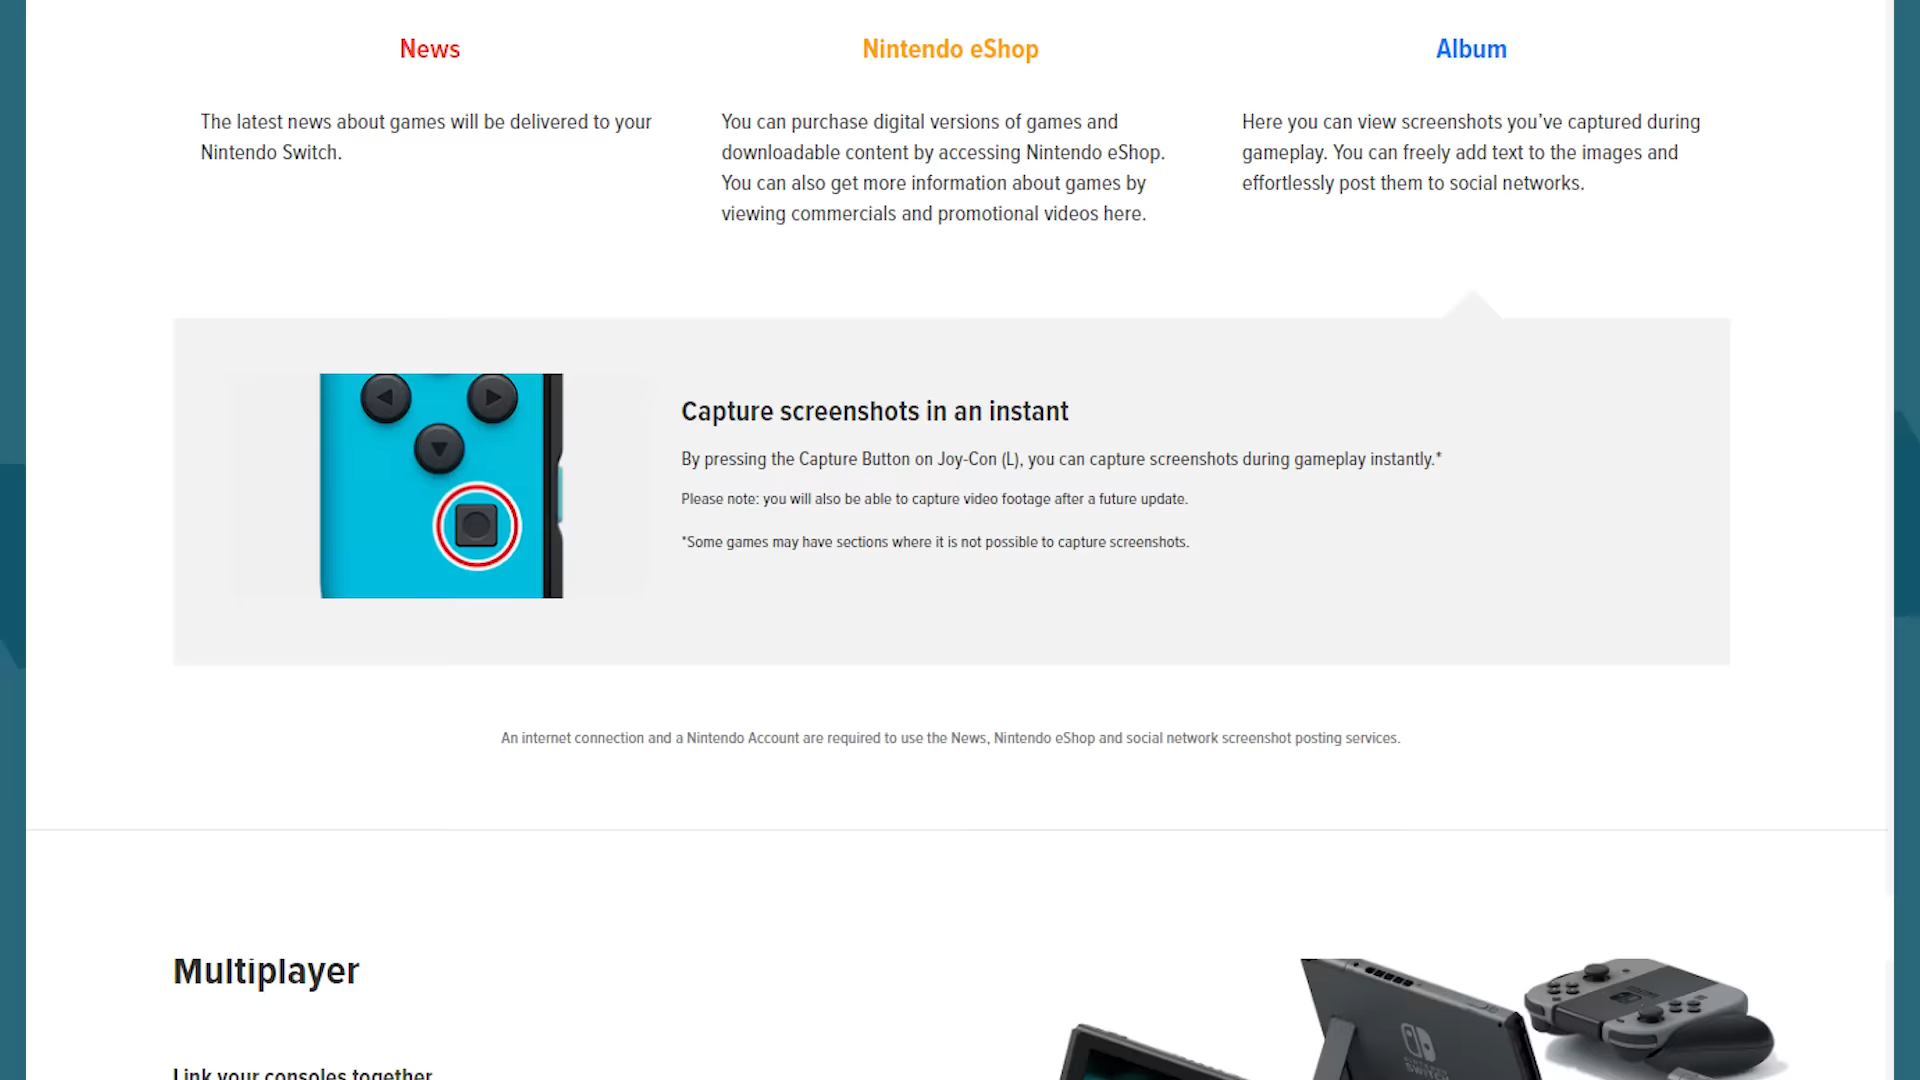 News
Nintendo eShop
Album
The latest news about games will be delivered to your
Nintendo Switch.
You can purchase digital versions of games and
downloadable content by accessing Nintendo eShop.
You can also get more information about games by
viewing commercials and promotional videos here.
Here you can view screenshots you’ve captured during
gameplay. You can freely add text to the images and
effortlessly post them to social networks.
Capture screenshots in an instant
By pressing the Capture Button on Joy-Con (L), you can capture screenshots during gameplay instantly.*
Please note: you will also be able to capture video footage after a future update.
*Some games may have sections where it is not possible to capture screenshots.
An internet connection and a Nintendo Account are required to use the News, Nintendo eShop and social network screenshot posting services.
Multiplayer
Link your consoles together
NINTENDO
SWITCH